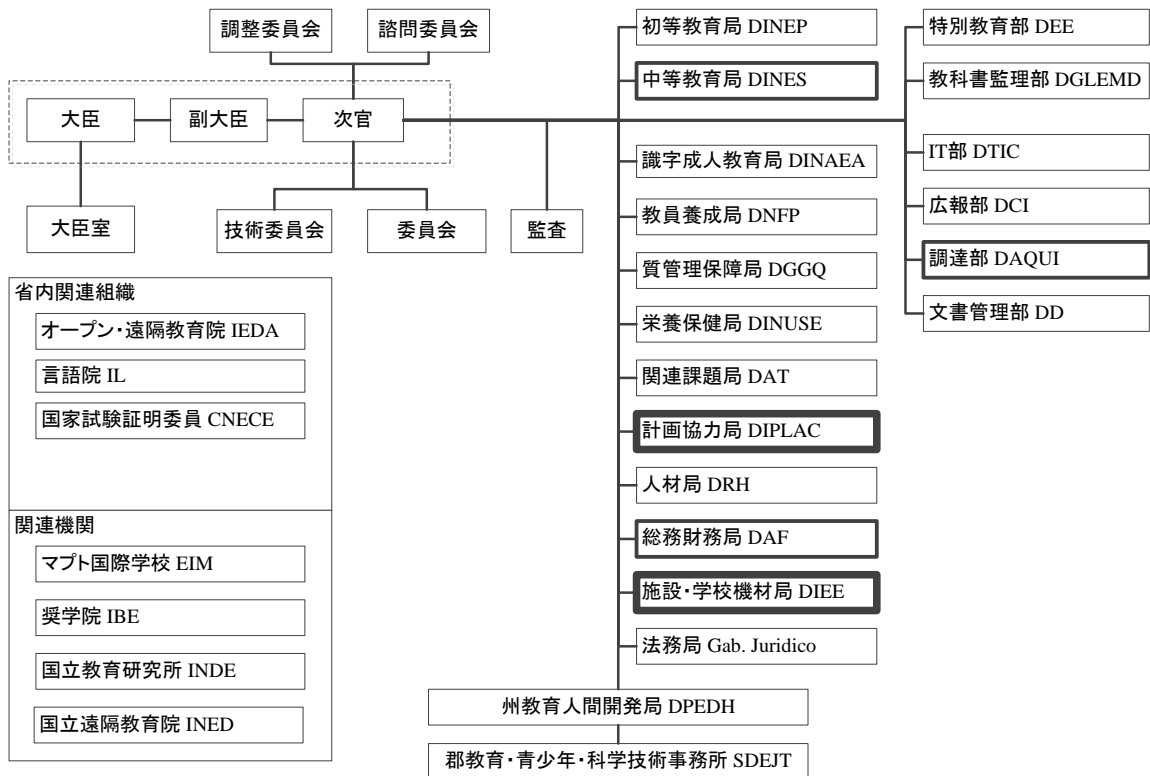 調整委員会
諮問委員会
大臣
副大臣
次官
大臣室
技術委員会
委員会
監査
初等教育局 DINEP
中等教育局 DINES
識字成人教育局 DINAEA
教員養成局 DNFP
質管理保障局 DGGQ
栄養保健局 DINUSE
関連課題局 DAT
計画協力局 DIPLAC
人材局 DRH
総務財務局 DAF
施設・学校機材局 DIEE
法務局 Gab. Juridico
州教育人間開発局 DPEDH
郡教育・青少年・科学技術事務所 SDEJT
特別教育部 DEE
教科書監理部 DGLEMD
IT部 DTIC
広報部 DCI
調達部 DAQUI
文書管理部 DD
省内関連組織
オープン・遠隔教育院 IEDA
言語院 IL
国家試験証明委員 CNECE
関連機関
マプト国際学校 EIM
奨学院 IBE
国立教育研究所 INDE
国立遠隔教育院 INED